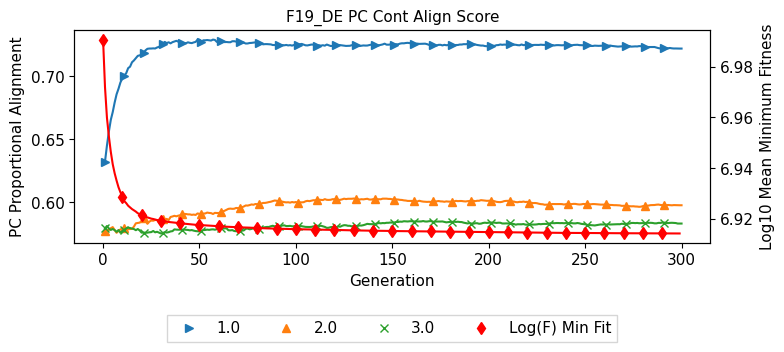 F19_DE PC Cont Align Score
PC Proportional Alignment
0.70
0.65
0.60
6.98
6.96
6.94
6.92
Log10 Mean Minimum Fitness
0 50 100 150 200 250 300
Generation
1.0 2.0 3.0 Log(F) Min Fit